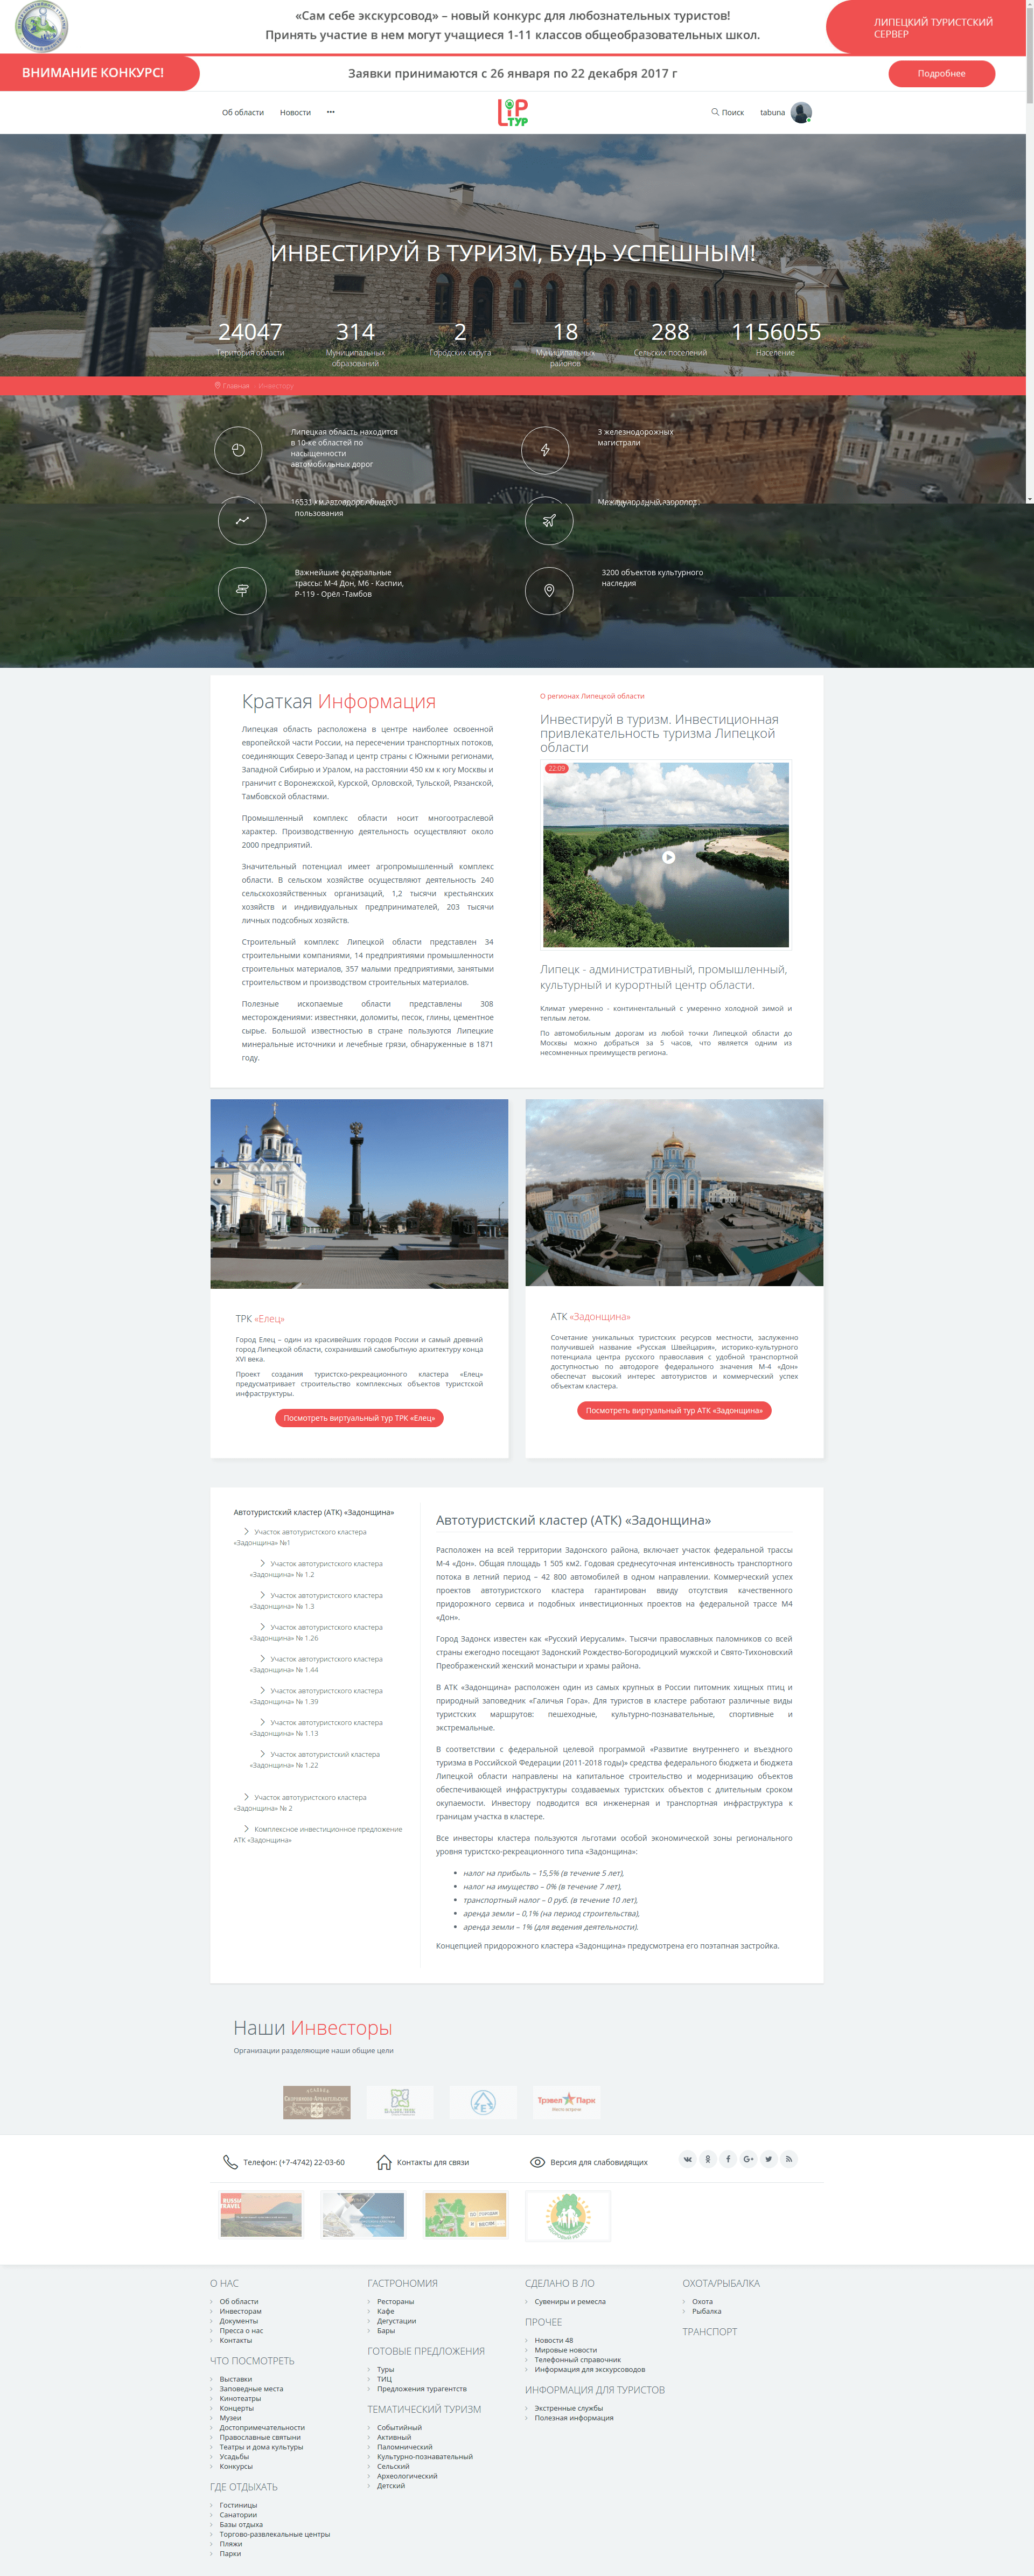 «Сам себе экскурсовод» – новый конкурс для любознательных туристов!
Принять участие в нем могут учащиеся 1-11 классов общеобразовательных школ.
ЛИПЕЦКИЙ ТУРИСТСКИЙ
СЕРВЕР
ВНИМАНИЕ КОНКУРС!
Заявки принимаются с 26 января по 22 декабря 2017 г
Подробнее
Об области Новости •••
LIP ТУР
Поиск tabuna
ИНВЕСТИРУЙ В ТУРИЗМ, БУДЬ УСПЕШНЫМ!
24047 314 2 18 288 1156055
Територия области Муниципальных Городских округа Муниципальных Сельских поселений Население
образований районов
Главная Инвестору
Липецкая область находится
в 10-ке областей по
насыщенности
автомобильных дорог
3 железнодорожных
магистрали
16531 км автодорог общего
пользования
Международный аэропорт
Важнейшие федеральные
трассы: М-4 Дон, М6 - Каспии,
Р-119 - Орёл -Тамбов
3200 объектов культурного
наследия
Краткая Информация
Липецкая область расположена в центре наиболее освоенной
европейской части России, на пересечении транспортных потоков,
соединяющих Северо-Запад и центр страны с Южными регионами,
Западной Сибирью и Уралом, на расстоянии 450 км к югу Москвы и
граничит с Воронежской, Курской, Орловской, Тульской, Рязанской,
Тамбовской областями.
Промышленный комплекс области носит многоотраслевой
характер. Производственную деятельность осуществляют около
2000 предприятий.
Значительный потенциал имеет агропромышленный комплекс
области. В сельском хозяйстве осуществляют деятельность 240
сельскохозяйственных организаций, 1,2 тысячи крестьянских
хозяйств и индивидуальных предпринимателей, 203 тысячи
личных подсобных хозяйств.
Строительный комплекс Липецкой области представлен 34
строительными компаниями, 14 предприятиями промышленности
строительных материалов, 357 малыми предприятиями, занятыми
строительством и производством строительных материалов.
Полезные ископаемые области представлены 308
месторождениями: известняки, доломиты, песок, глины, цементное
сырье. Большой известностью в стране пользуются Липецкие
минеральные источники и лечебные грязи, обнаруженные в 1871
году.
О регионах Липецкой области
Инвестируй в туризм. Инвестиционная
привлекательность туризма Липецкой
области
22:09
Липецк - административный, промышленный,
культурный и курортный центр области.
Климат умеренно - континентальный с умеренно холодной зимой и
теплым летом.
По автомобильным дорогам из любой точки Липецкой области до
Москвы можно добраться за 5 часов, что является одним из
несомненных преимуществ региона.
ТРК «Елец»
Город Елец – один из красивейших городов России и самый древний
город Липецкой области, сохранивший самобытную архитектуру конца
XVI века.
Проект создания туристско-рекреационного кластера «Елец»
предусматривает строительство комплексных объектов туристской
инфраструктуры.
Посмотреть виртуальный тур ТРК «Елец»
АТК «Задонщина»
Сочетание уникальных туристских ресурсов местности, заслуженно
получившей название «Русская Швейцария», историко-культурного
потенциала центра русского православия с удобной транспортной
доступностью по автодороге федерального значения М-4 «Дон»
обеспечат высокий интерес автотуристов и коммерческий успех
объектам кластера.
Посмотреть виртуальный тур АТК «Задонщина»
Автотуристский кластер (АТК) «Задонщина»
Участок автотуристского кластера
«Задонщина» №1
Участок автотуристского кластера
«Задонщина» № 1.2
Участок автотуристского кластера
«Задонщина» № 1.3
Участок автотуристского кластера
«Задонщина» № 1.26
Участок автотуристского кластера
«Задонщина» № 1.44
Участок автотуристского кластера
«Задонщина» № 1.39
Участок автотуристского кластера
«Задонщина» № 1.13
Участок автотуристский кластера
«Задонщина» № 1.22
Участок автотуристского кластера
«Задонщина» № 2
Комплексное инвестиционное предложение
АТК «Задонщина»
Автотуристский кластер (АТК) «Задонщина»
Расположен на всей территории Задонского района, включает участок федеральной трассы
М-4 «Дон». Общая площадь 1 505 км2. Годовая среднесуточная интенсивность транспортного
потока в летний период – 42 800 автомобилей в одном направлении. Коммерческий успех
проектов автотуристского кластера гарантирован ввиду отсутствия качественного
придорожного сервиса и подобных инвестиционных проектов на федеральной трассе М4
«Дон».
Город Задонск известен как «Русский Иерусалим». Тысячи православных паломников со всей
страны ежегодно посещают Задонский Рождество-Богородицкий мужской и Свято-Тихоновский
Преображенский женский монастыри и храмы района.
В АТК «Задонщина» расположен один из самых крупных в России питомник хищных птиц и
природный заповедник «Галичья Гора». Для туристов в кластере работают различные виды
туристских маршрутов: пешеходные, культурно-познавательные, спортивные и
экстремальные.
В соответствии с федеральной целевой программой «Развитие внутреннего и въездного
туризма в Российской Федерации (2011-2018 годы)» средства федерального бюджета и бюджета
Липецкой области направлены на капитальное строительство и модернизацию объектов
обеспечивающей инфраструктуры создаваемых туристских объектов с длительным сроком
окупаемости. Инвестору подводится вся инженерная и транспортная инфраструктура к
границам участка в кластере.
Все инвесторы кластера пользуются льготами особой экономической зоны регионального
уровня туристско-рекреационного типа «Задонщина»:
• налог на прибыль – 15,5% (в течение 5 лет),
• налог на имущество – 0% (в течение 7 лет),
• транспортный налог – 0 руб. (в течение 10 лет),
• аренда земли – 0,1% (на период строительства),
• аренда земли – 1% (для ведения деятельности).
Концепцией придорожного кластера «Задонщина» предусмотрена его поэтапная застройка.
Наши Инвесторы
Организации разделяющие наши общие цели
Трэвел Парк
Телефон: (+7-4742) 22-03-60
Контакты для связи
Версия для слабовидящих
RUSSIA
TRAVEL
О НАС
Об области
Инвесторам
Документы
Пресса о нас
Контакты
ЧТО ПОСМОТРЕТЬ
Выставки
Заповедные места
Кинотеатры
Концерты
Музеи
Достопримечательности
Православные святыни
Театры и дома культуры
Усадьбы
Конкурсы
ГДЕ ОТДЫХАТЬ
Гостиницы
Санатории
Базы отдыха
Торгово-развлекальные центры
Пляжи
Парки
ГАСТРОНОМИЯ
Рестораны
Кафе
Дегустации
Бары
ГОТОВЫЕ ПРЕДЛОЖЕНИЯ
Туры
ТИЦ
Предложения турагентств
ТЕМАТИЧЕСКИЙ ТУРИЗМ
Событийный
Активный
Паломнический
Культурно-познавательный
Сельский
Археологический
Детский
СДЕЛАНО В ЛО
Сувениры и ремесла
ПРОЧЕЕ
Новости 48
Мировые новости
Телефонный справочник
Информация для экскурсоводов
ИНФОРМАЦИЯ ДЛЯ ТУРИСТОВ
Экстренные службы
Полезная информация
ОХОТА/РЫБАЛКА
Охота
Рыбалка
ТРАНСПОРТ